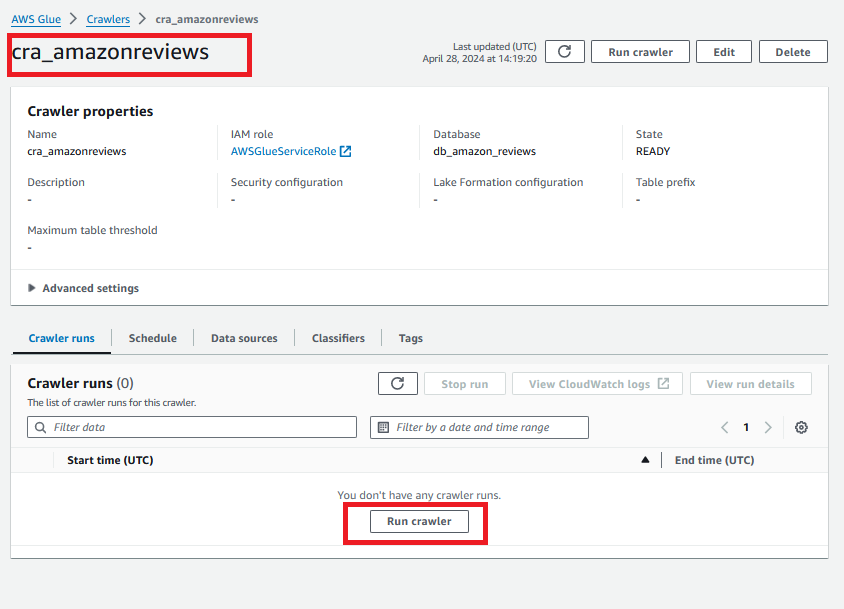 AWS Glue > Crawlers > cra_amazonreviews
cra_amazonreviews
Last updated (UTC)
April 28, 2024 at 14:19:20
Run crawler
Edit
Delete
Crawler properties
Name
cra_amazonreviews
IAM role
AWSGlueServiceRole
Database
db_amazon_reviews
State
READY
Description
-
Security configuration
-
Lake Formation configuration
-
Table prefix
-
Maximum table threshold
-
Advanced settings
Crawler runs
Schedule
Data sources
Classifiers
Tags
Crawler runs (0)
The list of crawler runs for this crawler.
Stop run
View CloudWatch logs
View run details
Filter data
Filter by a date and time range
1
Start time (UTC)
End time (UTC)
You don't have any crawler runs.
Run crawler